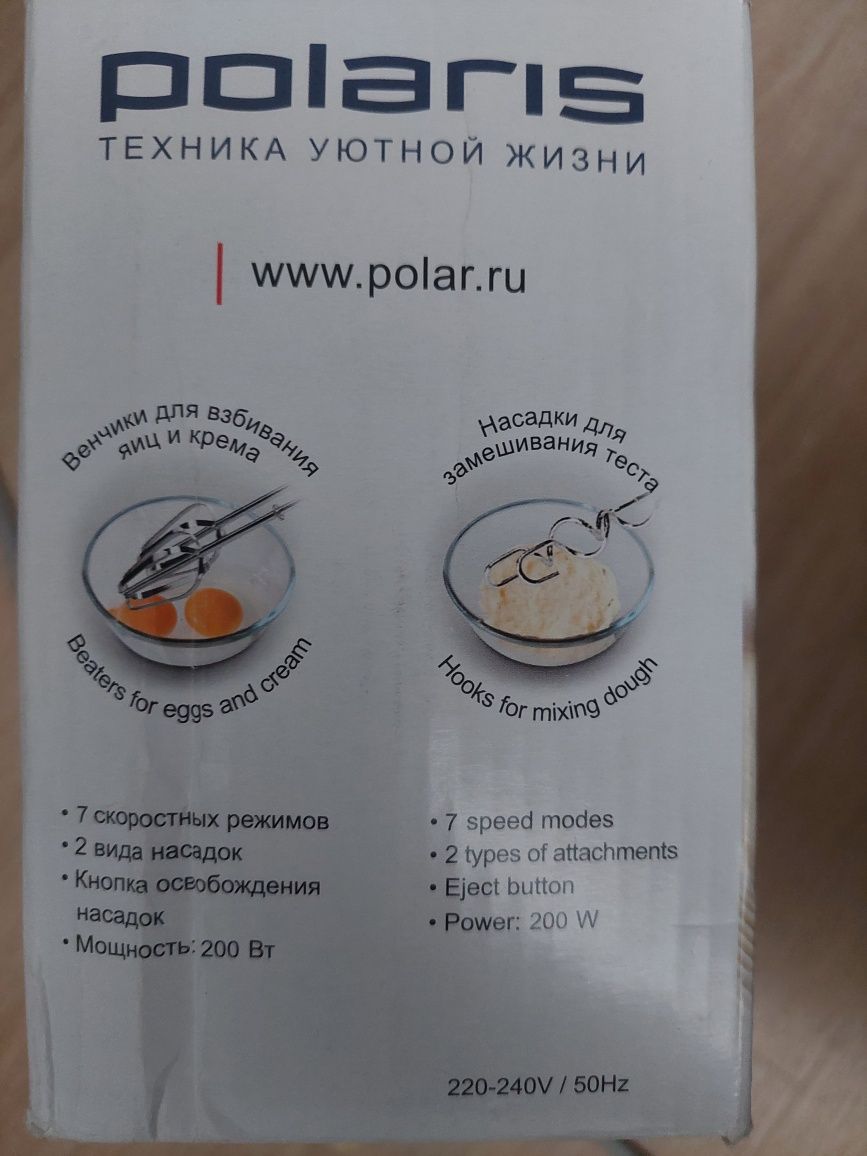 polaris
ТЕХНИКА УЮТНОЙ ЖИЗНИ
www.polar.ru
Венчики для взбивания
яиц и крема
Beaters for eggs and cream
Насадки для
замешивания теста
Hooks for mixing dough
• 7 скоростных режимов
• 2 вида насадок
• Кнопка освобождения
насадок
• Мощность: 200 Вт
• 7 speed modes
• 2 types of attachments
• Eject button
• Power: 200 W
220-240V / 50Hz